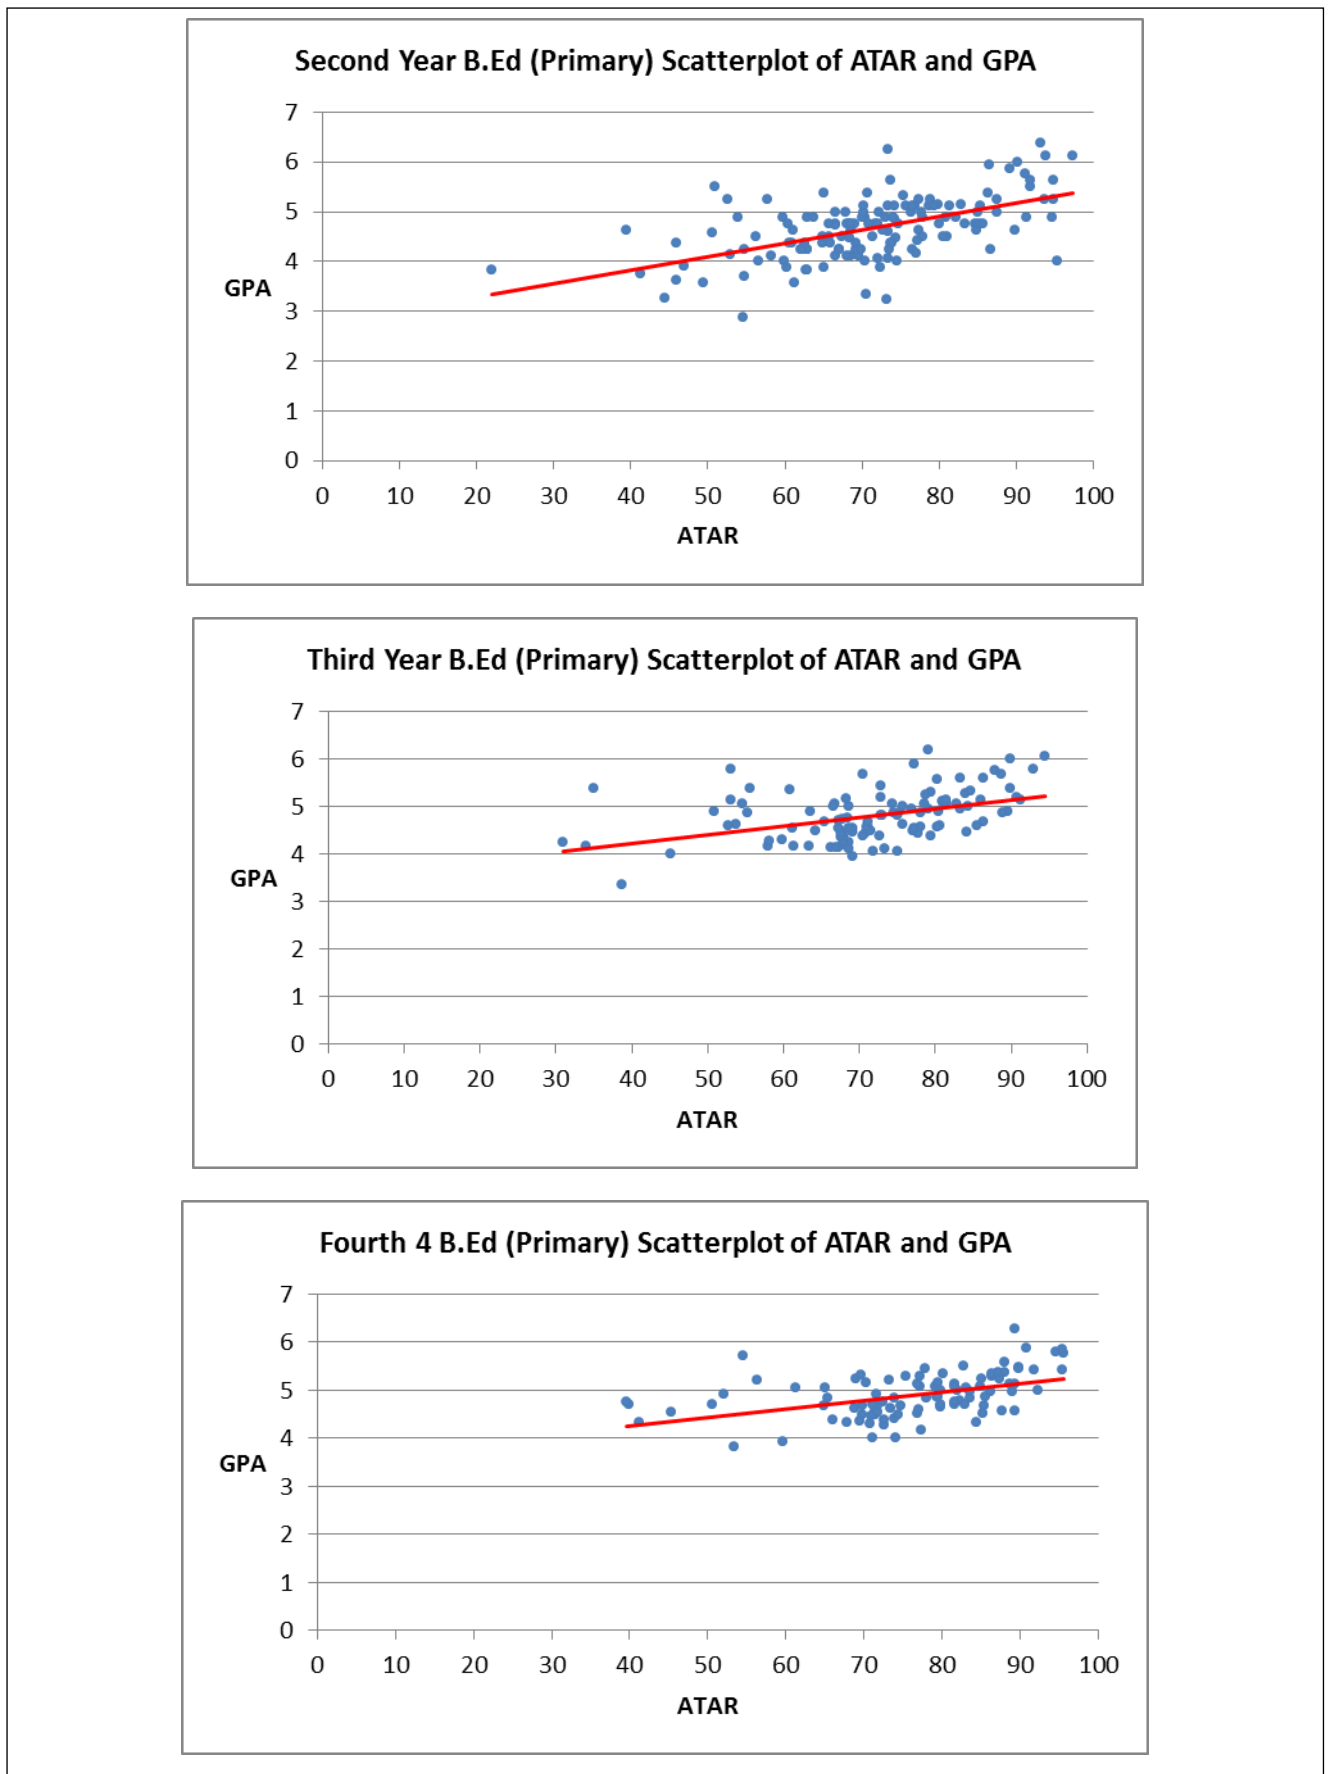 Second Year B.Ed (Primary) Scatterplot of ATAR and GPA
7
6
5
4
GPA
3
2
1
0
0 10 20 30 40 50 60 70 80 90 100
ATAR
Third Year B.Ed (Primary) Scatterplot of ATAR and GPA
7
6
5
4
GPA
3
2
1
0
0 10 20 30 40 50 60 70 80 90 100
ATAR
Fourth 4 B.Ed (Primary) Scatterplot of ATAR and GPA
7
6
5
4
GPA
3
2
1
0
0 10 20 30 40 50 60 70 80 90 100
ATAR